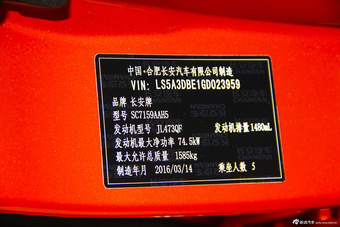 中国·合肥长安汽车有限公司制造
VIN: LS5A3DBE1GD023959
品牌 长安牌
型号 SC7159AAH5
发动机型号 JL473QF 发动机排量 1480mL
发动机最大净功率 74.5kW
最大允许总质量 1585kg
制造年月 2016/03/14 乘坐人数 5